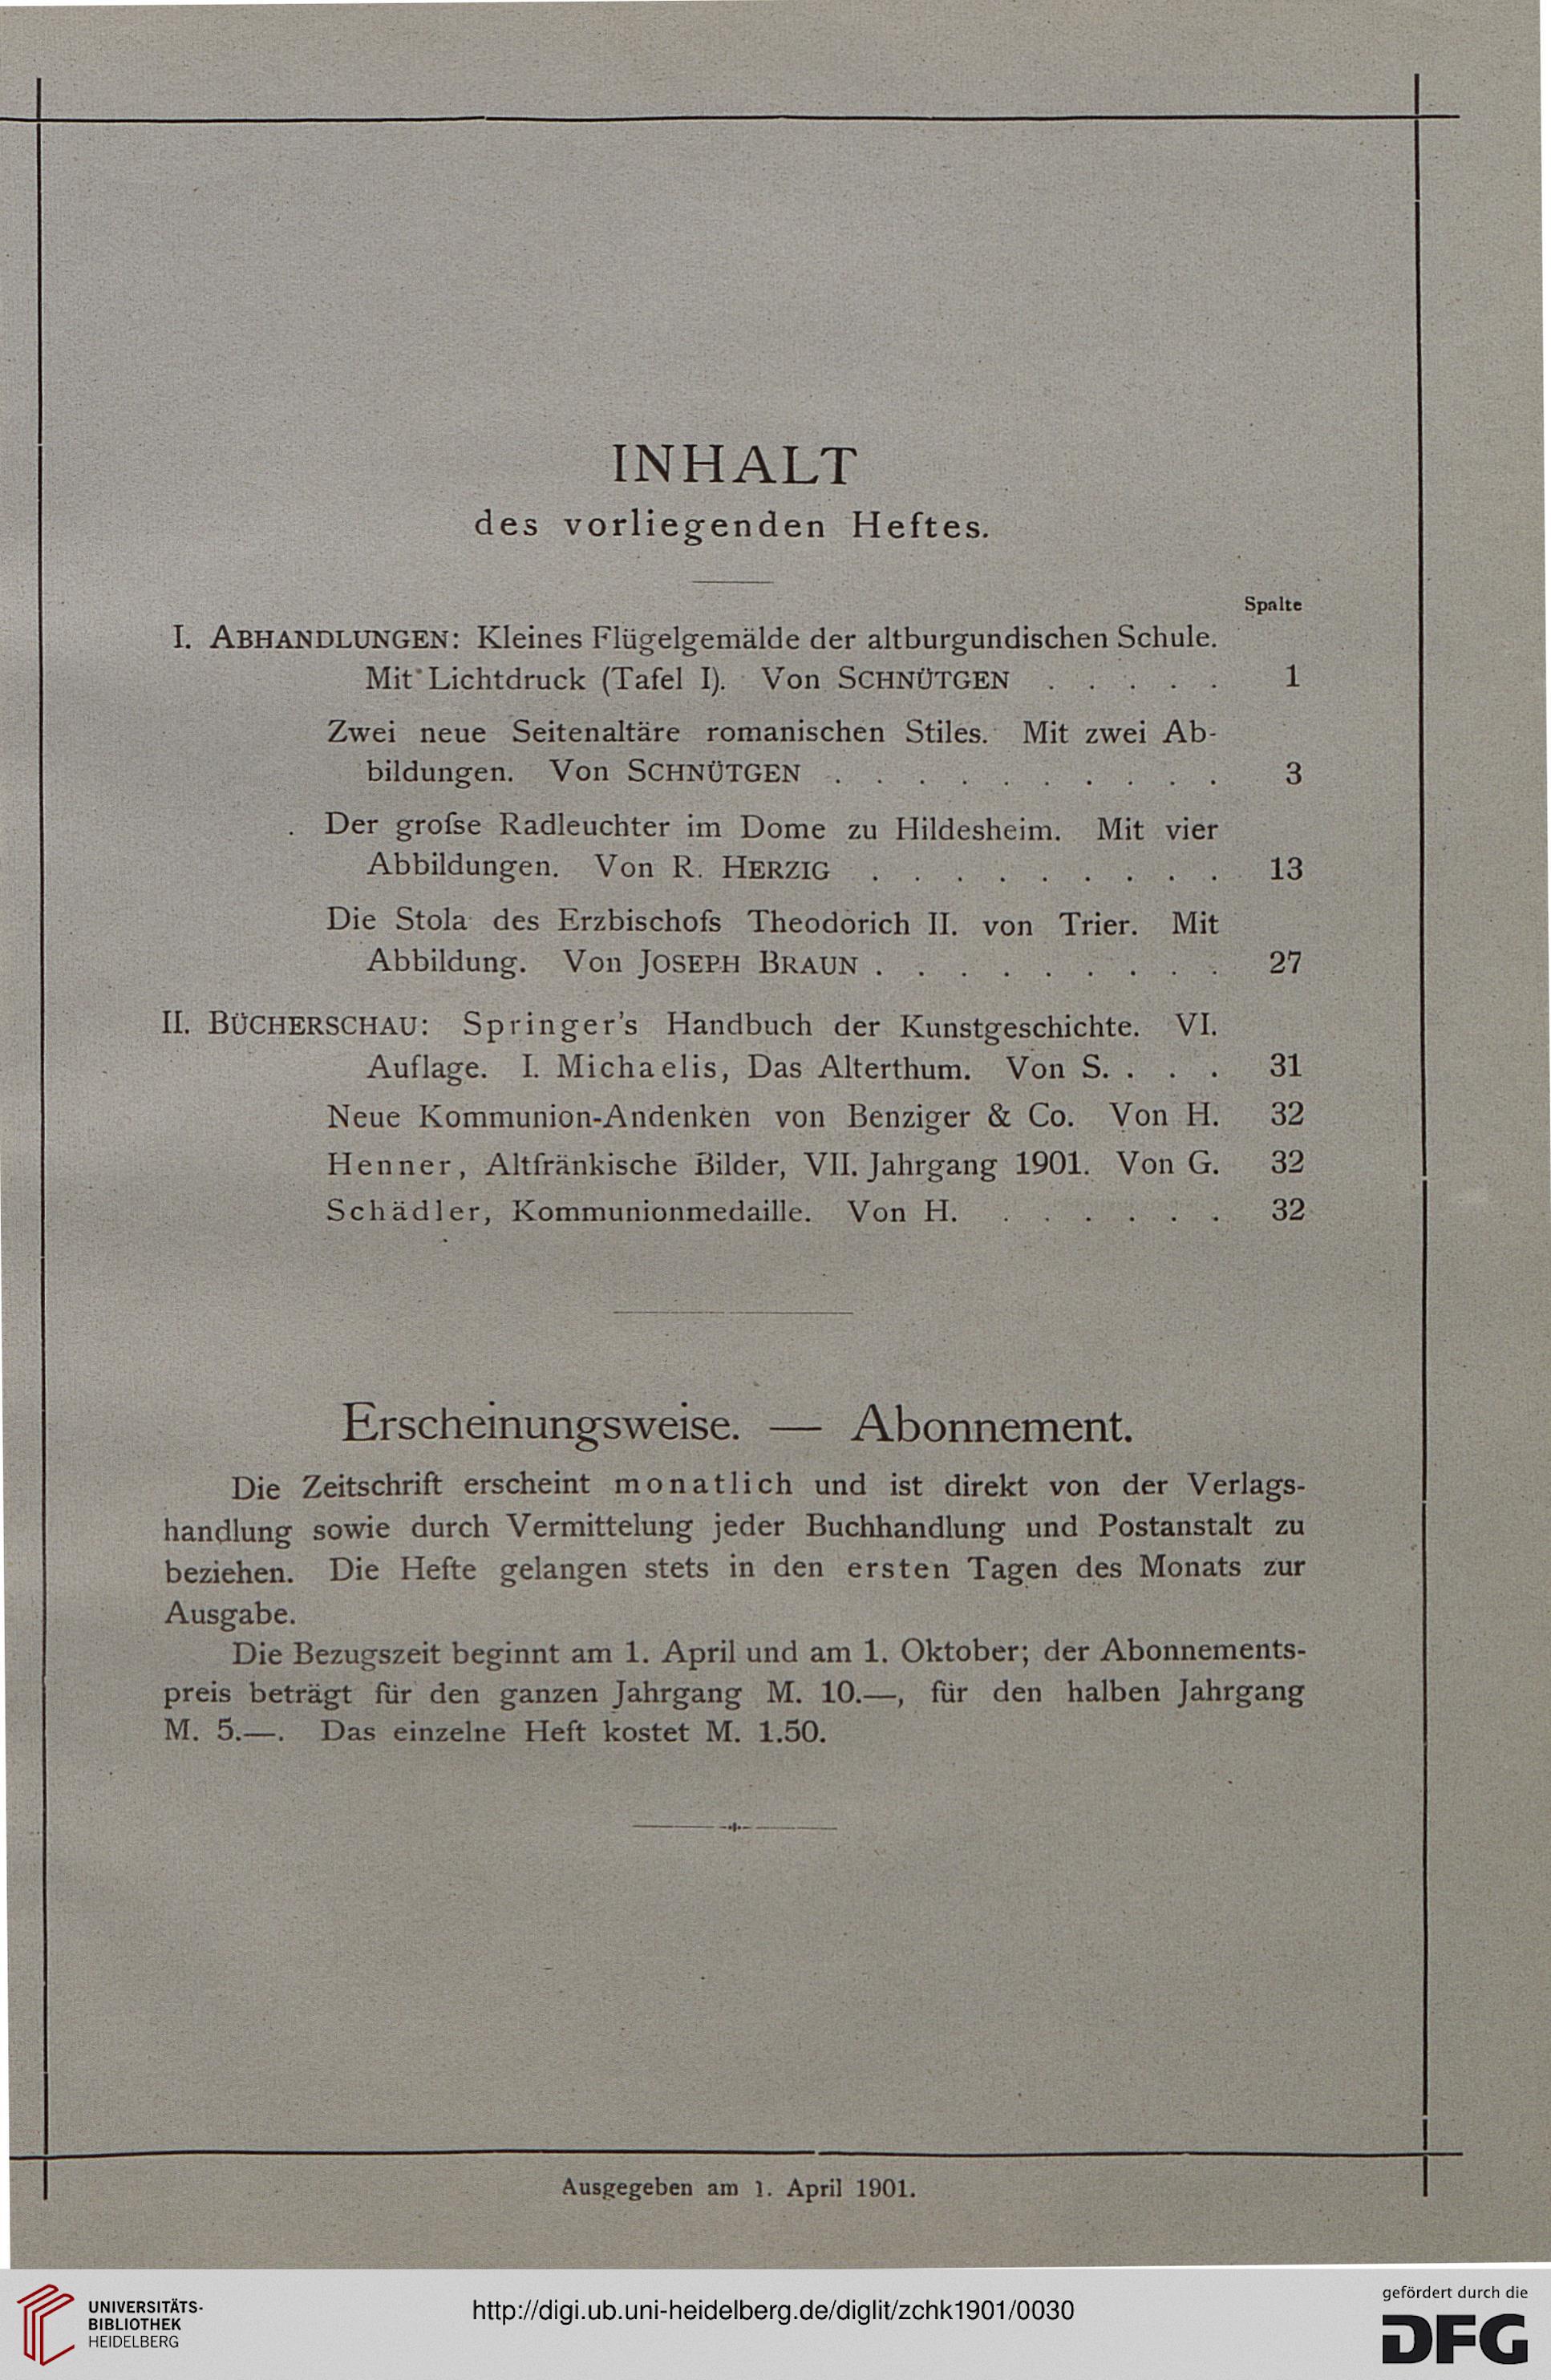 INHALT
des vorliegenden Heftes.
Spalte
I. ABHANDLUNGEN: Kleines Flügelgemälde der altburgundischen Schule.
Mit Lichtdruck (Tafel I). Von SCHNÜTGEN . . . . . 1
Zwei neue Seitenaltäre romanischen Stiles. Mit zwei Ab-
bildungen. Von SCHNÜTGEN . . . . . . . . . . 3
Der groſse Radleuchter im Dome zu Hildesheim. Mit vier
Abbildungen. Von R. HERZIG . . . . . . . . . 13
Die Stola des Erzbischofs Theodorich II. von Trier. Mit
Abbildung. Von JOSEPH BRAUN . . . . . . . . . 27
II. BÜCHERSCHAU: Springer's Handbuch der Kunstgeschichte. VI.
Auflage. I. Michaelis, Das Alterthum. Von S. . . . 31
Neue Kommunion-Andenken von Benziger & Co. Von H. 32
Henner, Altfränkische Bilder, VII. Jahrgang 1901. Von G. 32
Schädler, Kommunionmedaille. Von H. . . . . . . 32
Erscheinungsweise. — Abonnement.
Die Zeitschrift erscheint monatlich und ist direkt von der Verlags-
handlung sowie durch Vermittelung jeder Buchhandlung und Postanstalt zu
beziehen. Die Hefte gelangen stets in den ersten Tagen des Monats zur
Ausgabe.
Die Bezugszeit beginnt am 1. April und am 1. Oktober; der Abonnements-
preis beträgt für den ganzen Jahrgang M. 10.—, für den halben Jahrgang
M. 5.—. Das einzelne Heft kostet M. 1.50.
Ausgegeben am 1. April 1901.
UNIVERSITÄTS-
BIBLIOTHEK
HEIDELBERG
http://digi.ub.uni-heidelberg.de/diglit/zchk1901/0030
gefördert durch die
DFG